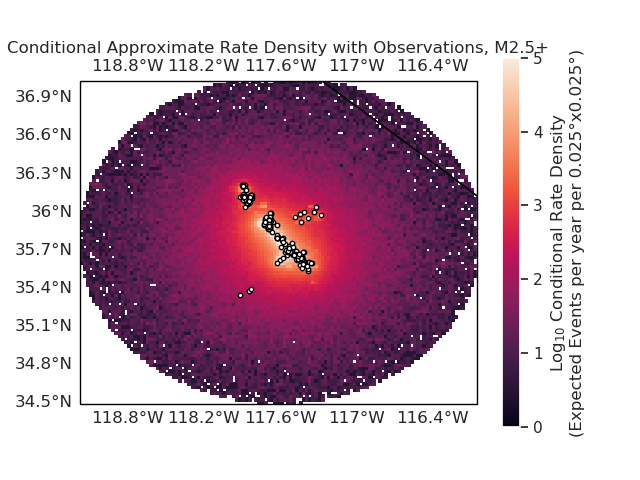 Conditional Approximate Rate Density with Observations, M2.5+
118.8°W 118.2°W 117.6°W 117°W 116.4°W
36.9°N
36.6°N
36.3°N
36°N
35.7°N
35.4°N
35.1°N
34.8°N
34.5°N
118.8°W 118.2°W 117.6°W 117°W 116.4°W
5
4
3
2
1
0
Log₁₀ Conditional Rate Density
(Expected Events per year per 0.025°x0.025°)